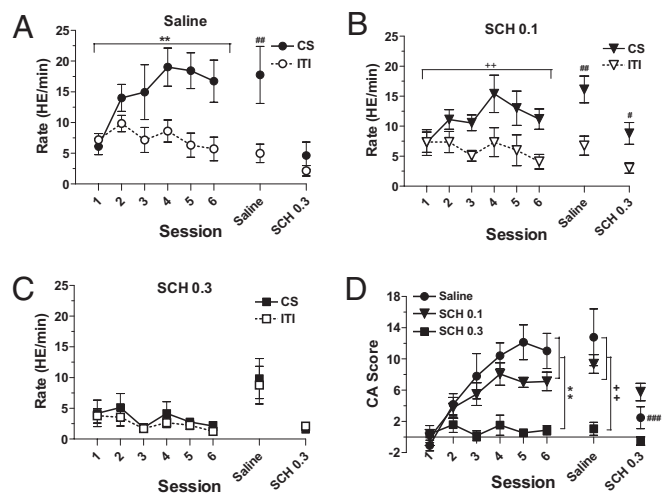 A
Saline
Rate (HE/min)
25
20
15
10
5
0
**
##
CS
ITI
1 2 3 4 5 6 Saline SCH 0.3
Session
B
SCH 0.1
Rate (HE/min)
25
20
15
10
5
0
++
##
#
CS
ITI
1 2 3 4 5 6 Saline SCH 0.3
Session
C
SCH 0.3
Rate (HE/min)
25
20
15
10
5
0
CS
ITI
1 2 3 4 5 6 Saline SCH 0.3
Session
D
Saline
SCH 0.1
SCH 0.3
CA Score
18
14
10
6
2
-2
**
++
###
1 2 3 4 5 6 Saline SCH 0.3
Session